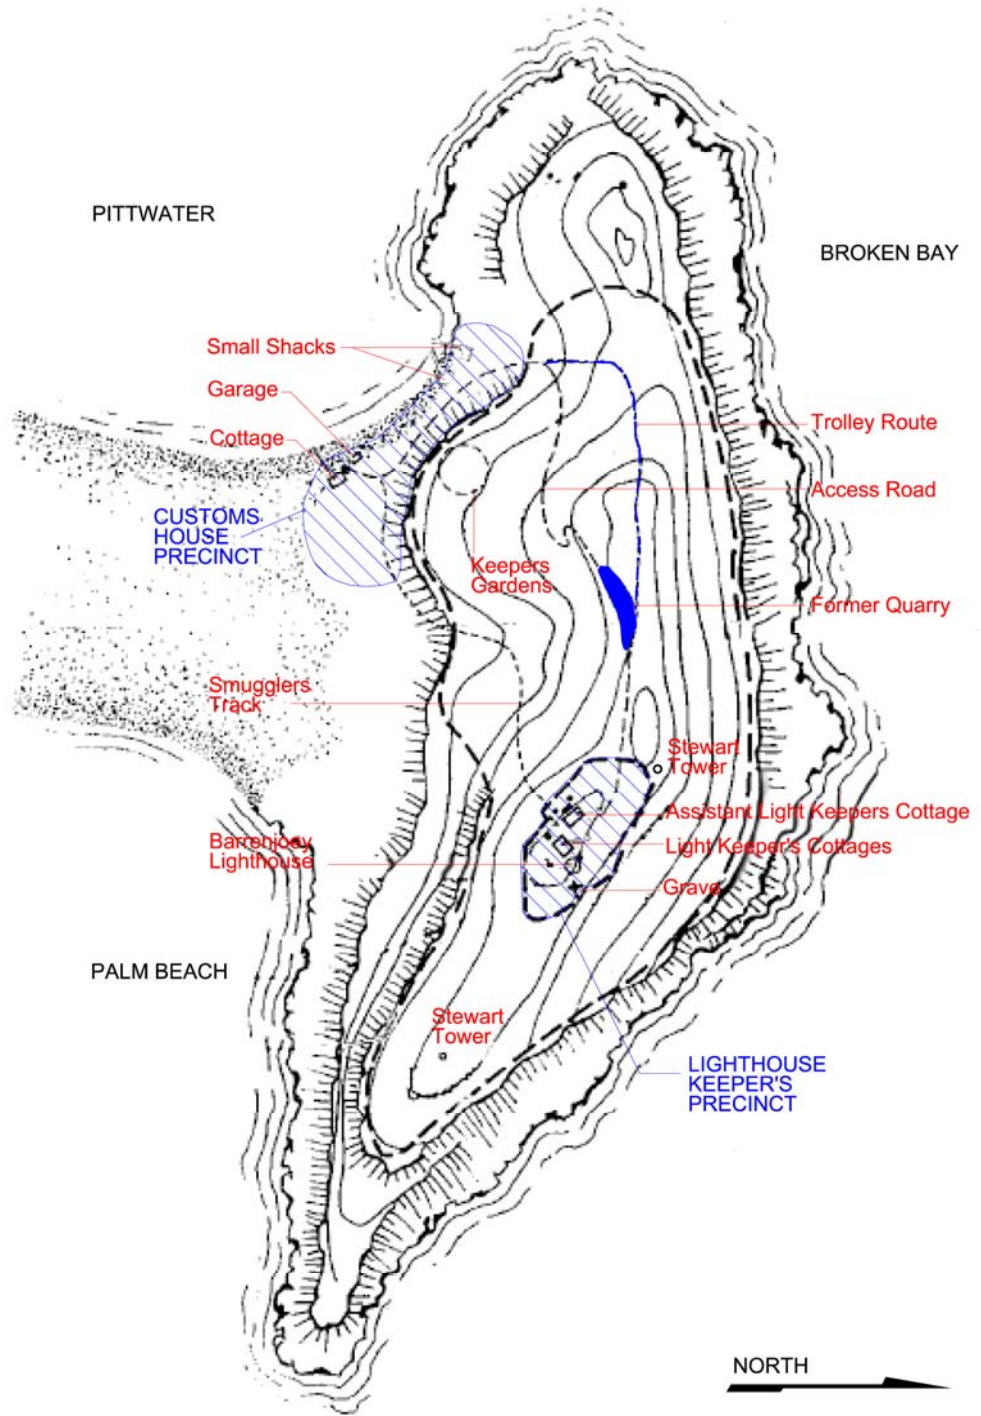 PITTWATER
BROKEN BAY
Small Shacks
Garage
Trolley Route
Cottage
Access Road
CUSTOMS
HOUSE
PRECINCT
Keepers
Gardens
Former Quarry
Smugglers
Track
Stewart
Tower
Assistant Light Keepers Cottage
Barrenjoey
Lighthouse
Light Keeper's Cottages
Grave
PALM BEACH
Stewart
Tower
LIGHTHOUSE
KEEPER'S
PRECINCT
NORTH